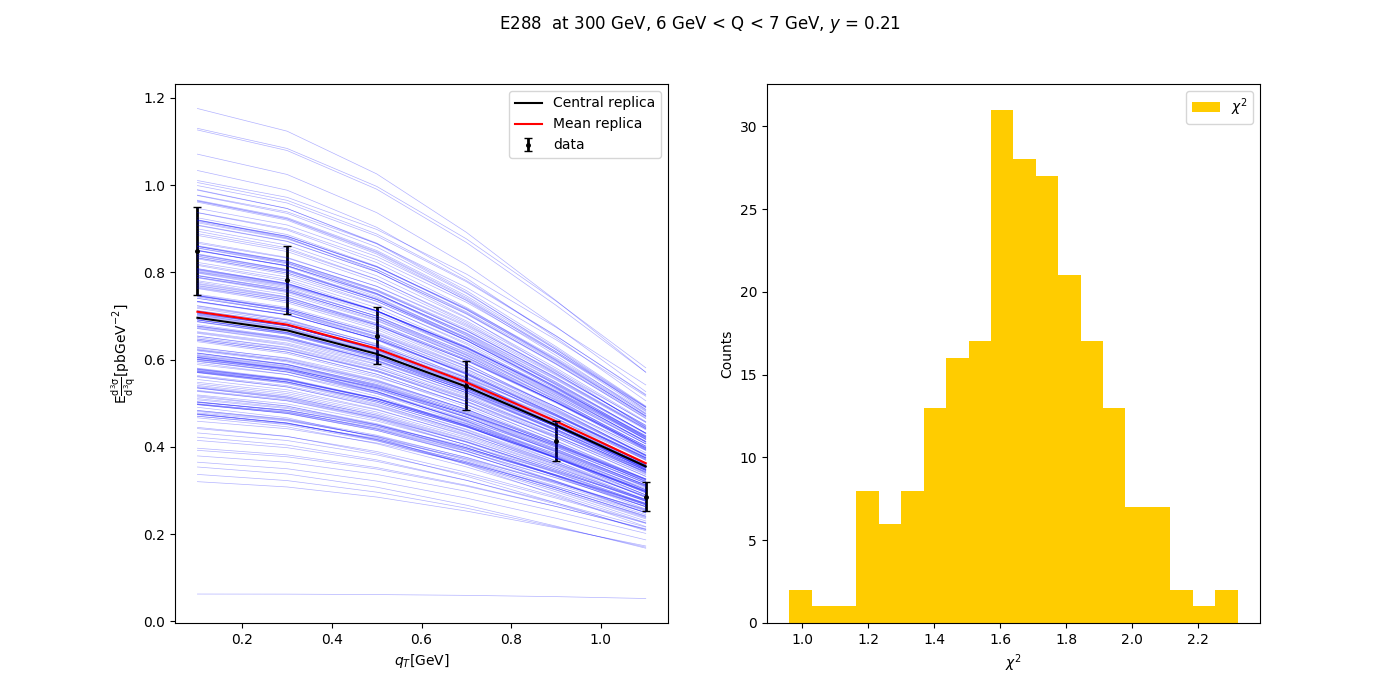 E288  at 300 GeV, 6 GeV < Q < 7 GeV, y = 0.21
Central replica
Mean replica
data
1.2
1.0
0.8
0.6
0.4
0.2
0.0
E d³σ/d³q [pbGeV⁻²]
0.2 0.4 0.6 0.8 1.0
q_T[GeV]
χ²
30
25
20
15
10
5
0
Counts
1.0 1.2 1.4 1.6 1.8 2.0 2.2
χ²